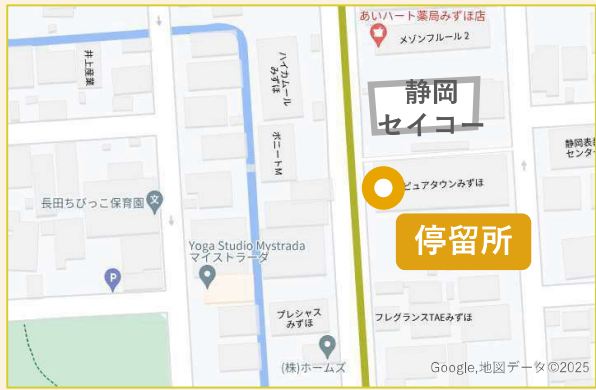 あいハート薬局みずほ店
メゾンフルール 2
井上産業
ハイカムール
みずほ
静岡
セイコー
ボニートM
静岡表
センタ
ピュアタウンみずほ
長田ちびっこ保育園
文
停留所
Yoga Studio Mystrada
マイストラーダ
P
プレシャス
みずほ
フレグランスTAEみずほ
(株)ホームズ
Google,地図データ©2025